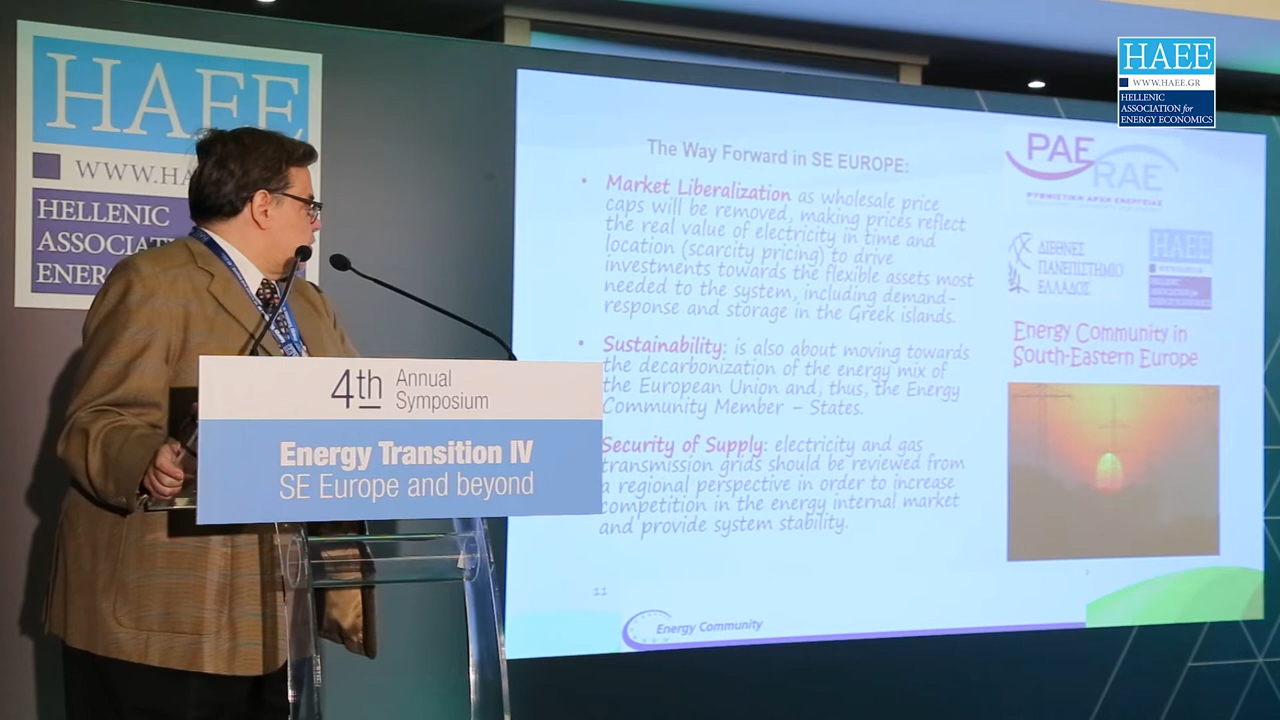 HAEE
WWW.HA
HELLENIC
ASSOCIA
ENER
4th Annual
Symposium
Energy Transition IV
SE Europe and beyond
The Way Forward in SE EUROPE:
• Market Liberalization as wholesale price
caps will be removed, making prices reflect
the real value of electricity in time and
location (scarcity pricing) to drive
investments towards the flexible assets most
needed to the system, including demand-
response and storage in the Greek islands.
• Sustainability: is also about moving towards
the decarbonization of the energy mix of
the European Union and, thus, the Energy
Community Member – States.
Security of Supply: electricity and gas
transmission grids should be reviewed from
a regional perspective in order to increase
competition in the energy internal market
and provide system stability.
11
Energy Community
ΡΑΕ
RAE
ΡΥΘΜΙΣΤΙΚΗ ΑΡΧΗ ΕΝΕΡΓΕΙΑΣ
ΔΙΕΘΝΕΣ
ΠΑΝΕΠΙΣΤΗΜΙΟ
ΕΛΛΑΔΟΣ
HAEE
Energy Community in
South-Eastern Europe
HAEE
WWW.HAEE.GR
HELLENIC
ASSOCIATION for
ENERGY ECONOMICS